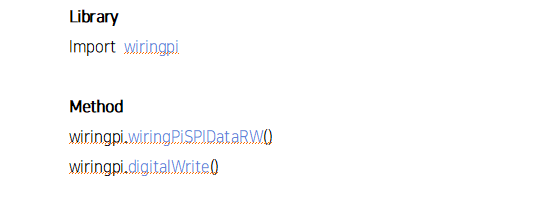 Library
Import wiringpi
Method
wiringpi.wiringPiSPIDataRW()
wiringpi.digitalWrite()